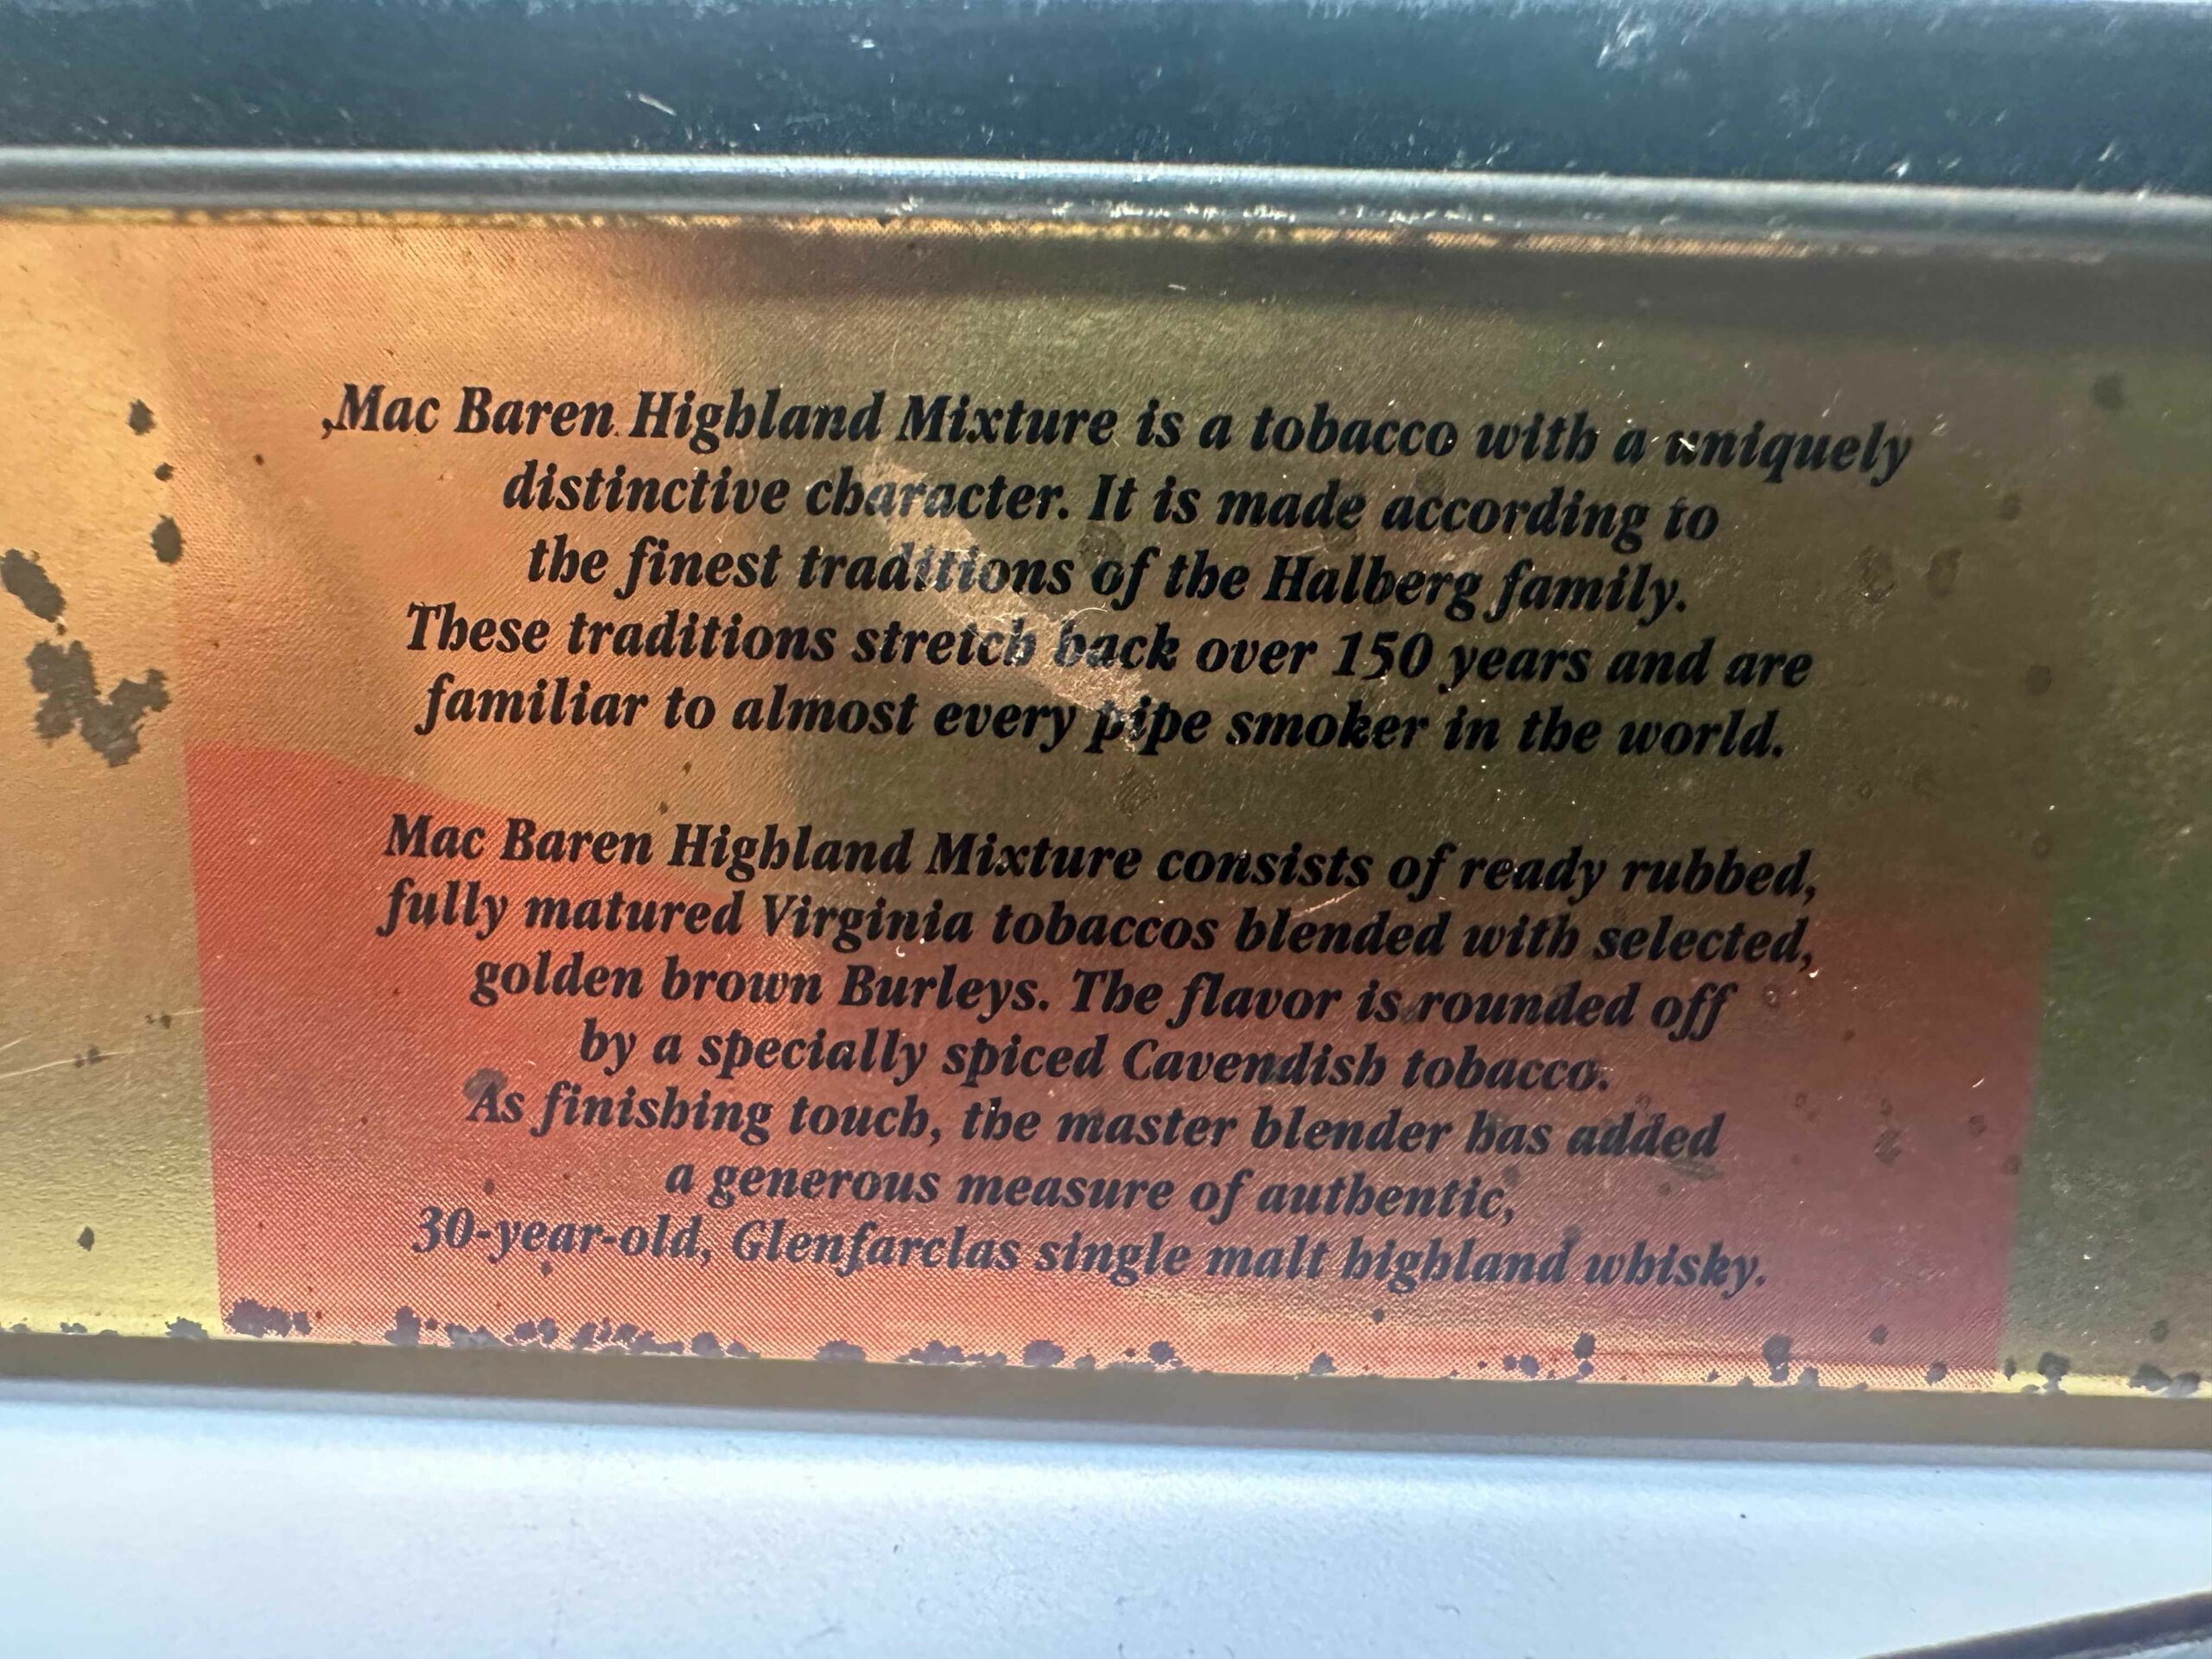 Mac Baren Highland Mixture is a tobacco with a uniquely
distinctive character. It is made according to
the finest traditions of the Halberg family.
These traditions stretch back over 150 years and are
familiar to almost every pipe smoker in the world.
Mac Baren Highland Mixture consists of ready rubbed,
fully matured Virginia tobaccos blended with selected,
golden brown Burleys. The flavor is rounded off
by a specially spiced Cavendish tobacco.
As finishing touch, the master blender has added
a generous measure of authentic,
30-year-old, Glenfarclas single malt highland whisky.